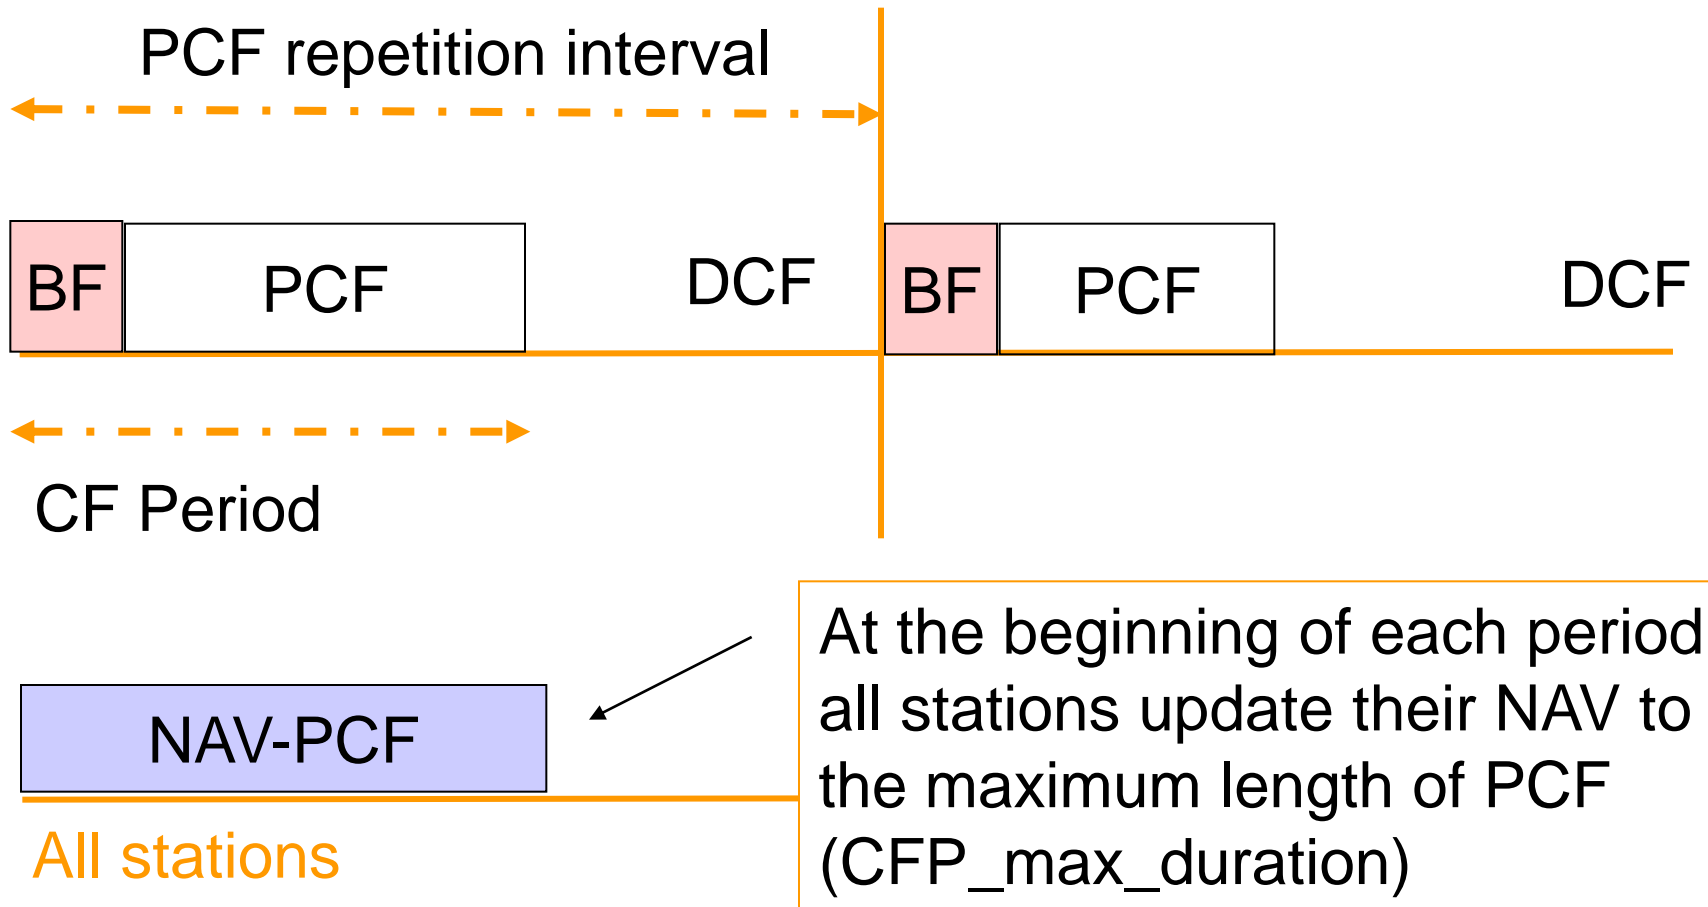 PCF repetition interval
BF PCF DCF BF PCF DCF
CF Period
NAV-PCF
All stations
At the beginning of each period
all stations update their NAV to
the maximum length of PCF
(CFP_max_duration)